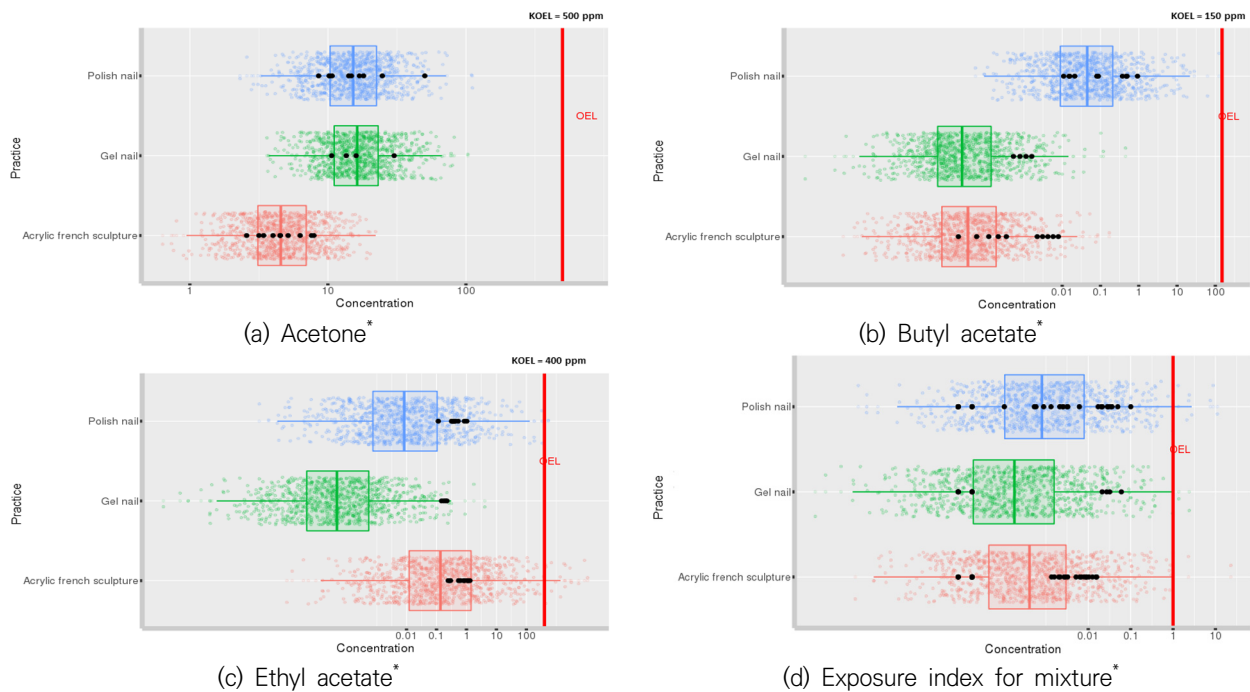 KOEL = 500 ppm
Practice
Polish nail
Gel nail
Acrylic french sculpture
OEL
1 10 100
Concentration
(a) Acetone*
KOEL = 150 ppm
Practice
Polish nail
Gel nail
Acrylic french sculpture
OEL
0.01 0.1 1 10 100
Concentration
(b) Butyl acetate*
KOEL = 400 ppm
Practice
Polish nail
Gel nail
Acrylic french sculpture
OEL
0.01 0.1 1 10 100
Concentration
(c) Ethyl acetate*
Practice
Polish nail
Gel nail
Acrylic french sculpture
OEL
0.01 0.1 1 10
Concentration
(d) Exposure index for mixture*